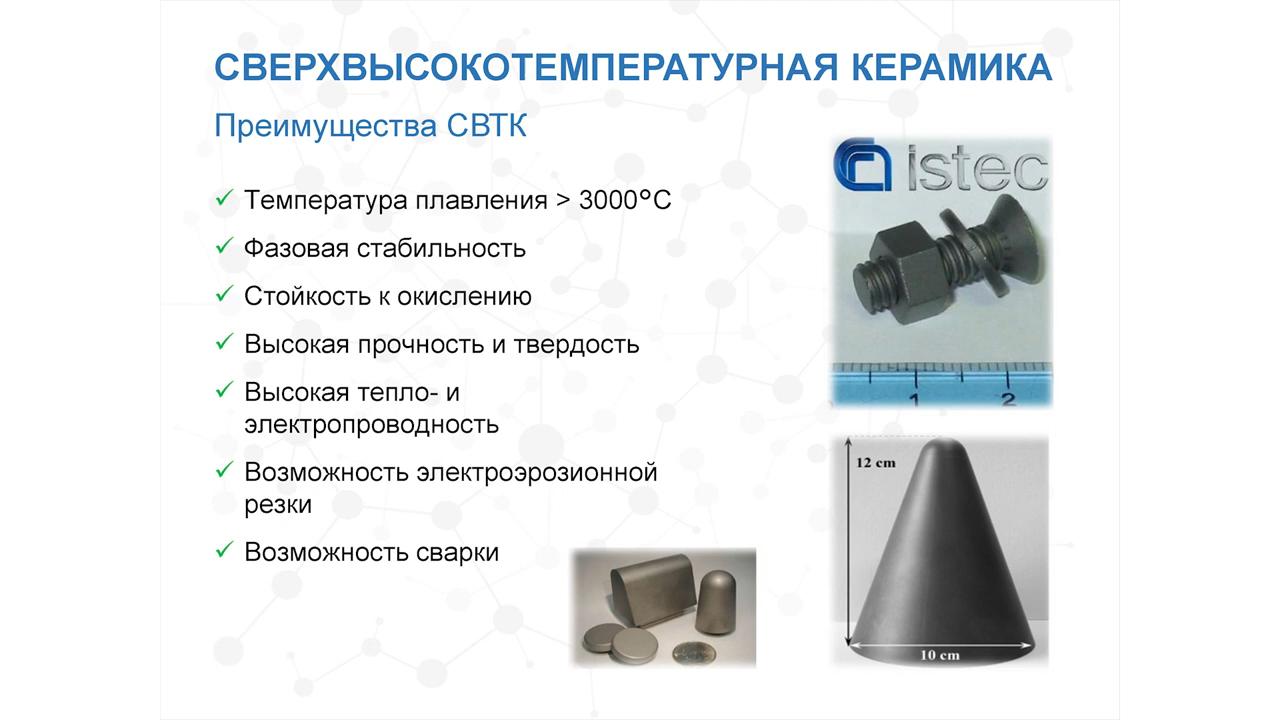 СВЕРХВЫСОКОТЕМПЕРАТУРНАЯ КЕРАМИКА
Преимущества СВТК
Температура плавления > 3000°C
Фазовая стабильность
Стойкость к окислению
Высокая прочность и твердость
Высокая тепло- и
электропроводность
Возможность электроэрозионной
резки
Возможность сварки
istec
1 2
12 cm
10 cm